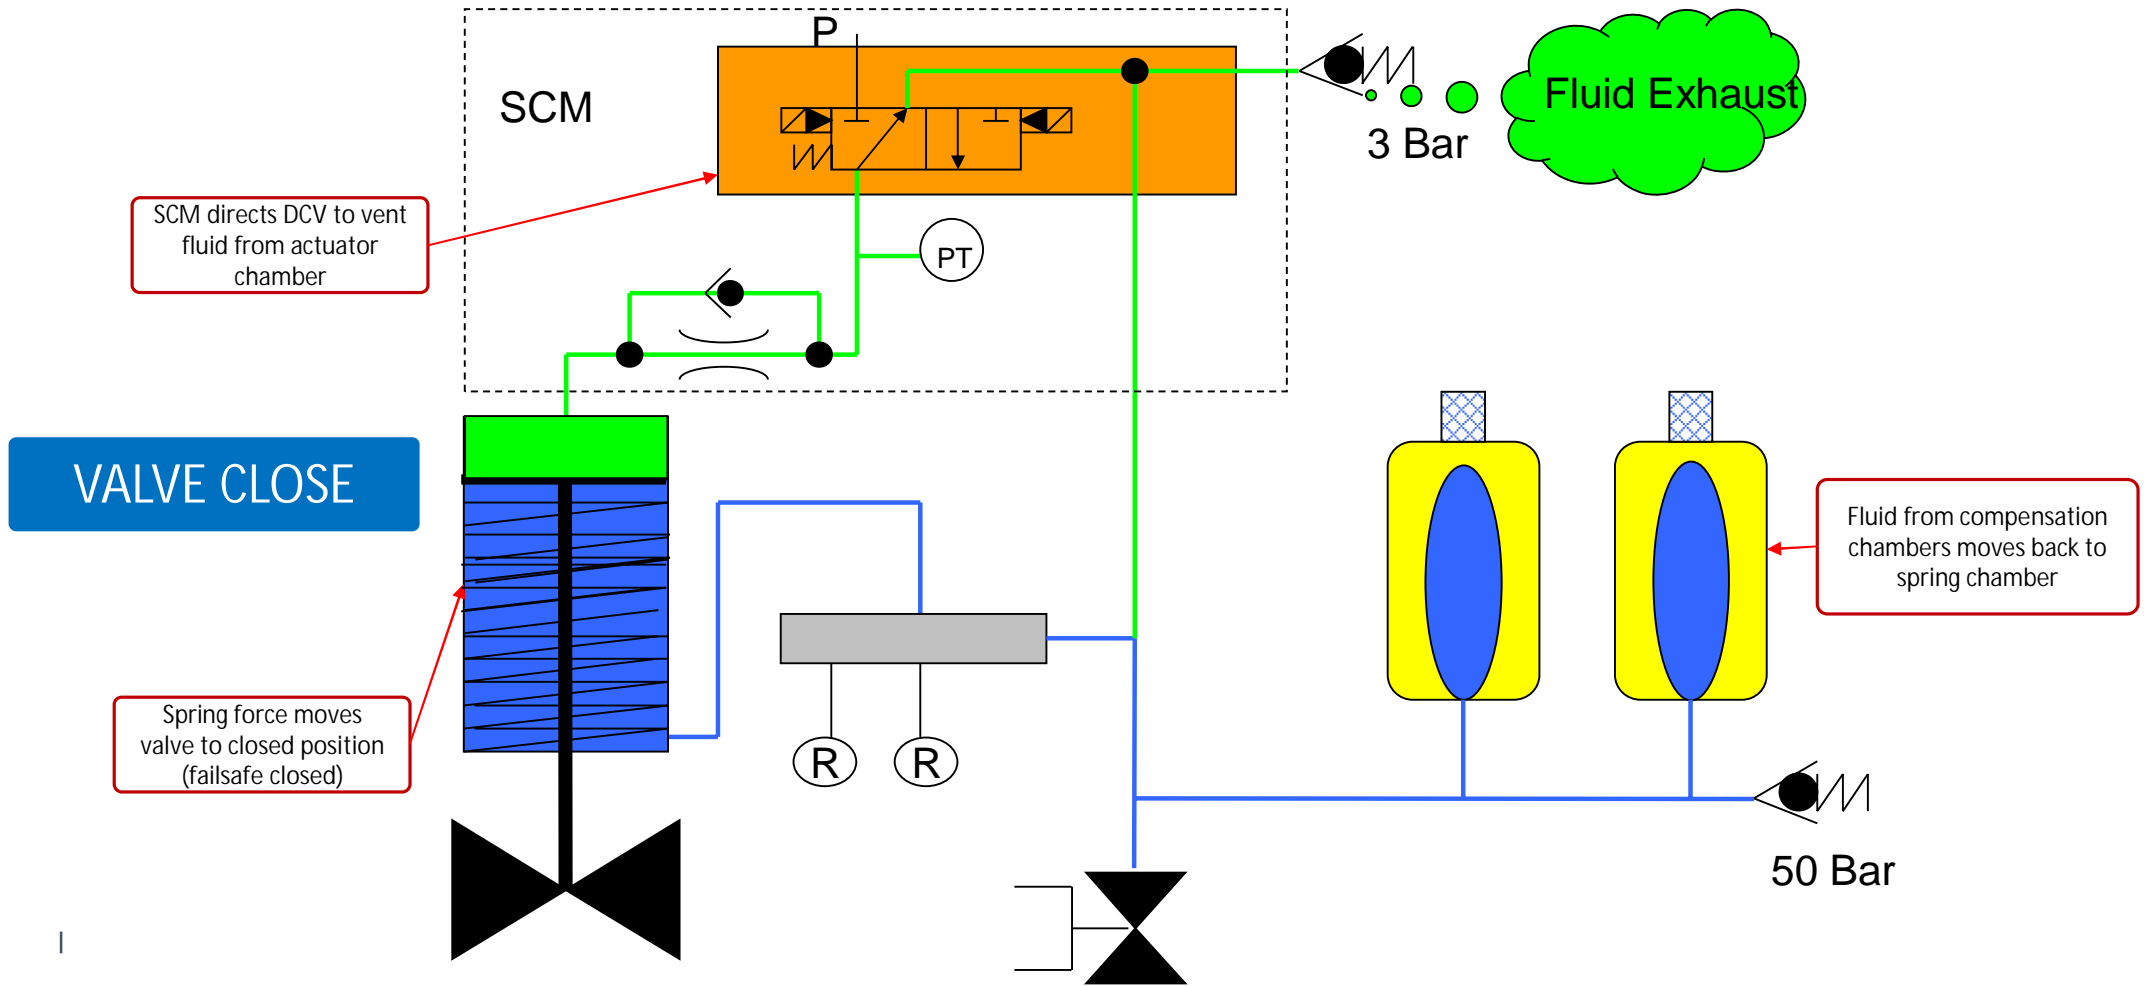 P
SCM
Fluid Exhaust
3 Bar
SCM directs DCV to vent
fluid from actuator
chamber
PT
VALVE CLOSE
Fluid from compensation
chambers moves back to
spring chamber
Spring force moves
valve to closed position
(failsafe closed)
R
R
50 Bar
|